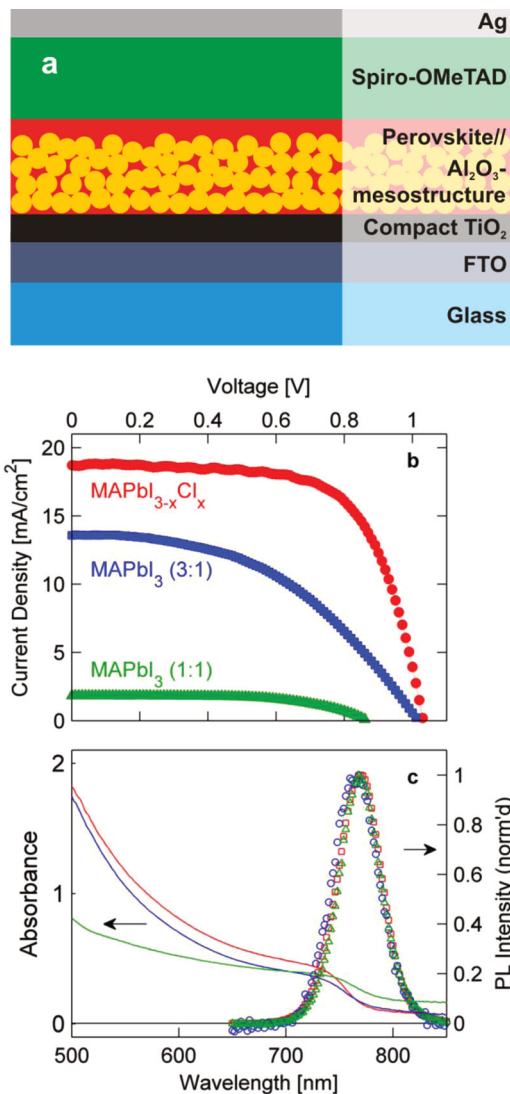 a
Ag
Spiro-OMeTAD
Perovskite//
Al₂O₃-
mesostructure
Compact TiO₂
FTO
Glass
Voltage [V]
0 0.2 0.4 0.6 0.8 1
b
20
15
10
5
0
Current Density [mA/cm²]
MAPbI₃₋ₓClₓ
MAPbI₃ (3:1)
MAPbI₃ (1:1)
c
2
1
0
Absorbance
1
0.8
0.6
0.4
0.2
0
PL Intensity (norm'd)
500 600 700 800
Wavelength [nm]